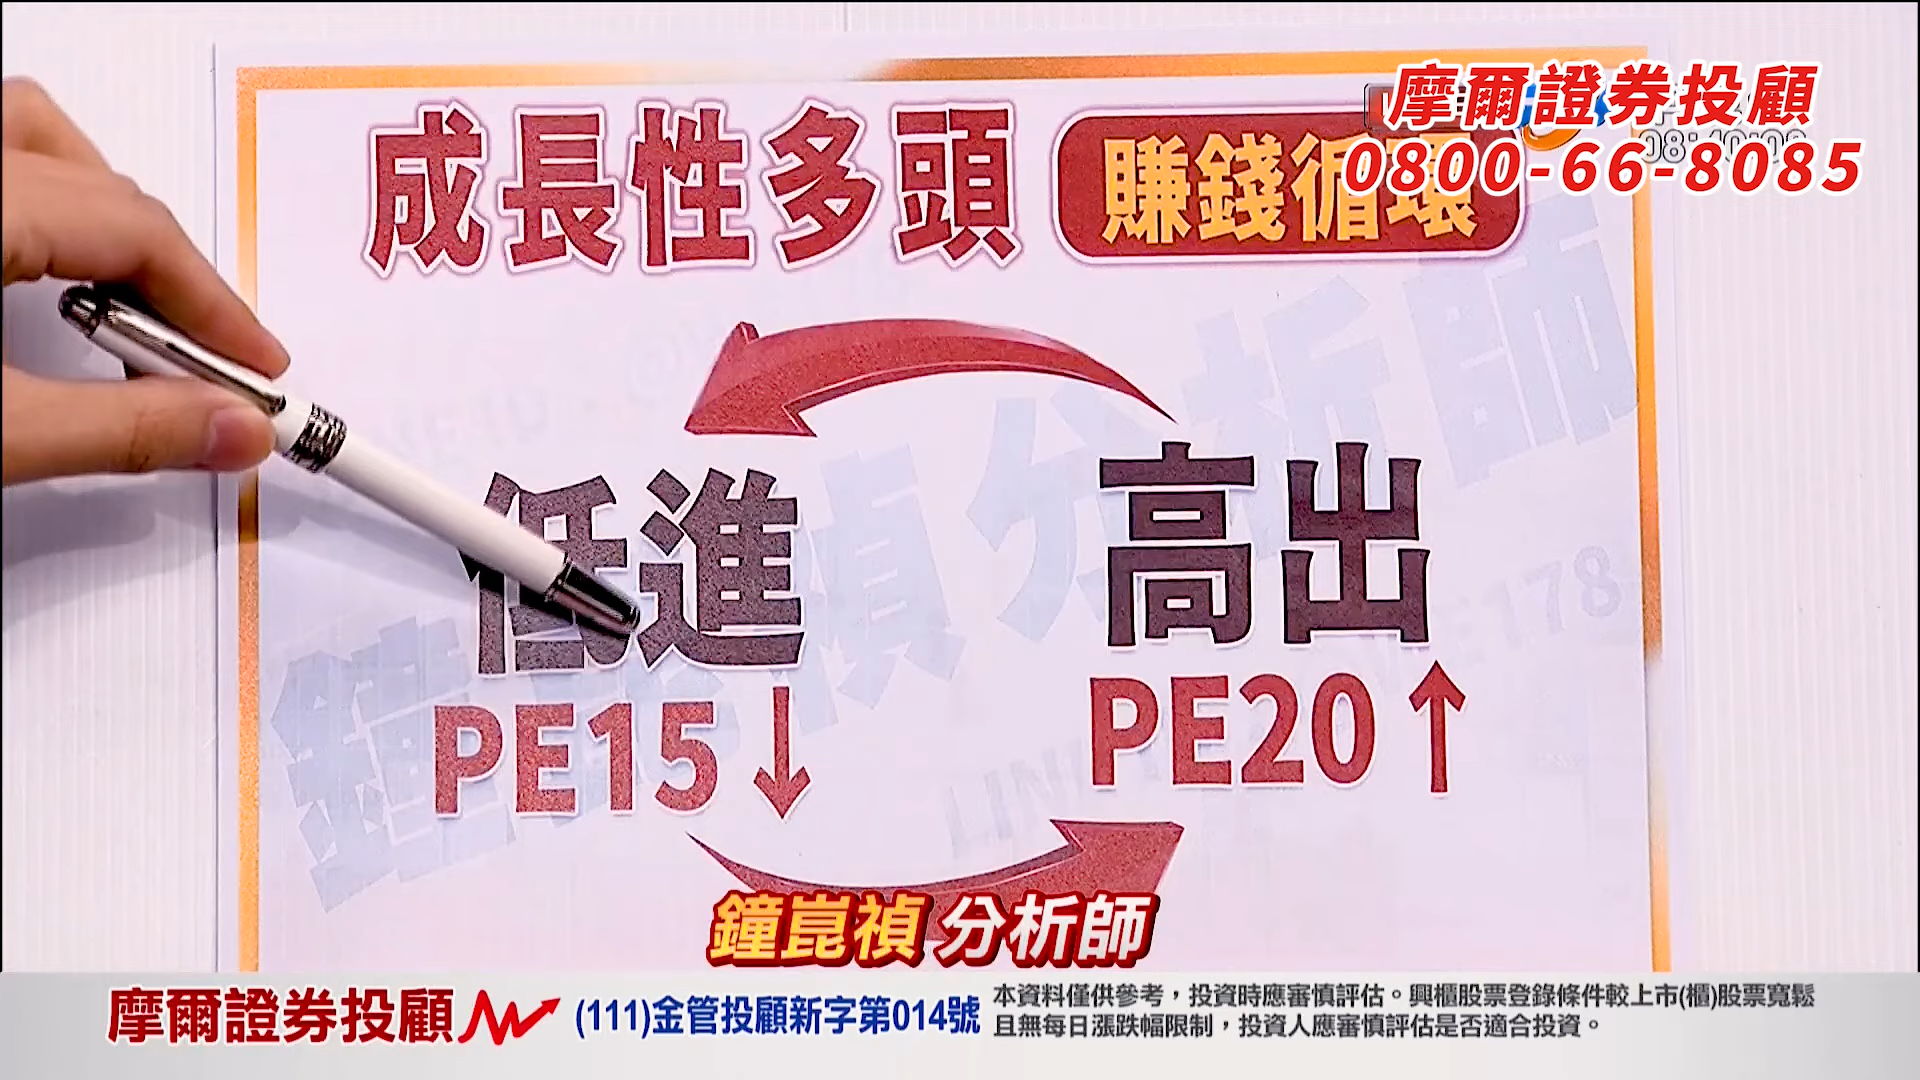 摩爾證券投顧
0800-66-8085
成長性多頭
賺錢循環
低進
高出
PE15↓
PE20↑
鐘崑禎 分析師
摩爾證券投顧
(111)金管投顧新字第014號
本資料僅供參考，投資時應審慎評估。興櫃股票登錄條件較上市(櫃)股票寬鬆
且無每日漲跌幅限制，投資人應審慎評估是否適合投資。